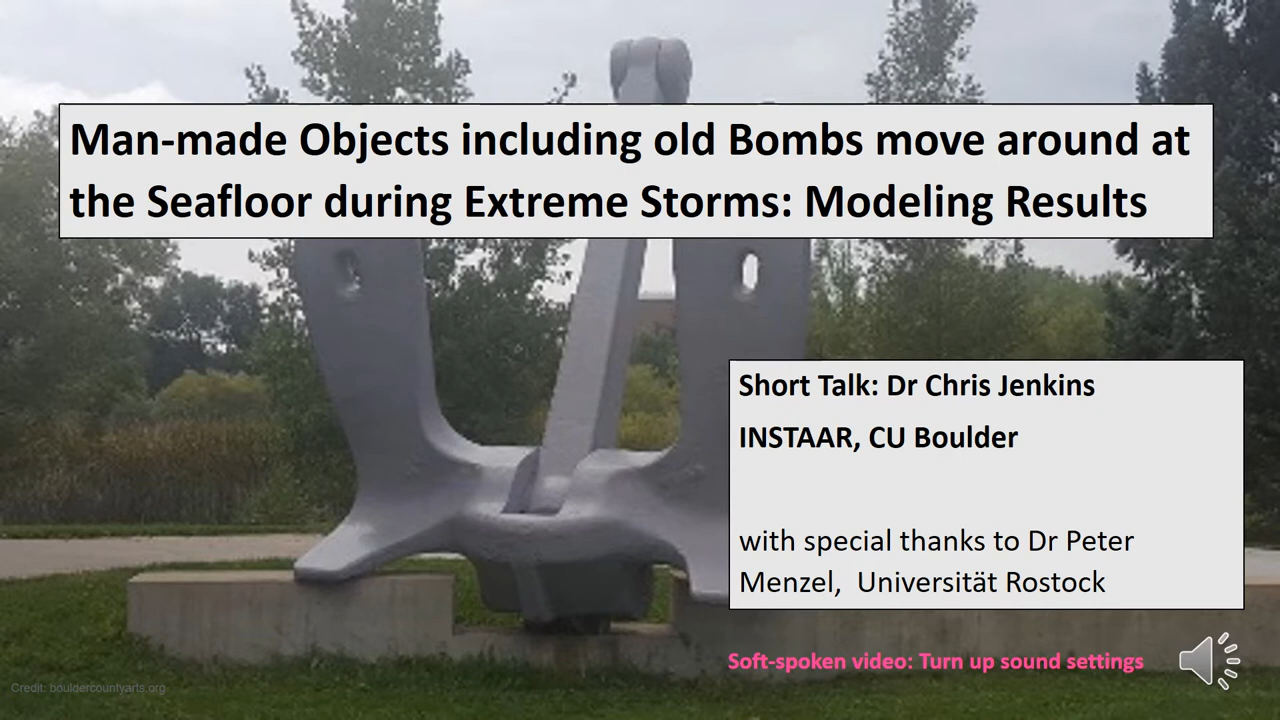 Man-made Objects including old Bombs move around at
the Seafloor during Extreme Storms: Modeling Results
Short Talk: Dr Chris Jenkins
INSTAAR, CU Boulder
with special thanks to Dr Peter
Menzel,  Universität Rostock
Soft-spoken video: Turn up sound settings
Credit: bouldercountyarts.org